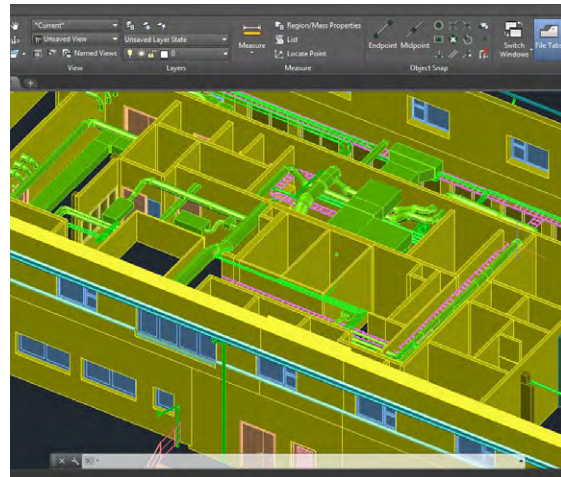 *Current*
Unsaved View
Named Views
View
Unsaved Layer State
0
Layers
Measure
Region/Mass Properties
List
Locate Point
Measure
Endpoint Midpoint
Object Snap
Switch
Windows
File Tabs